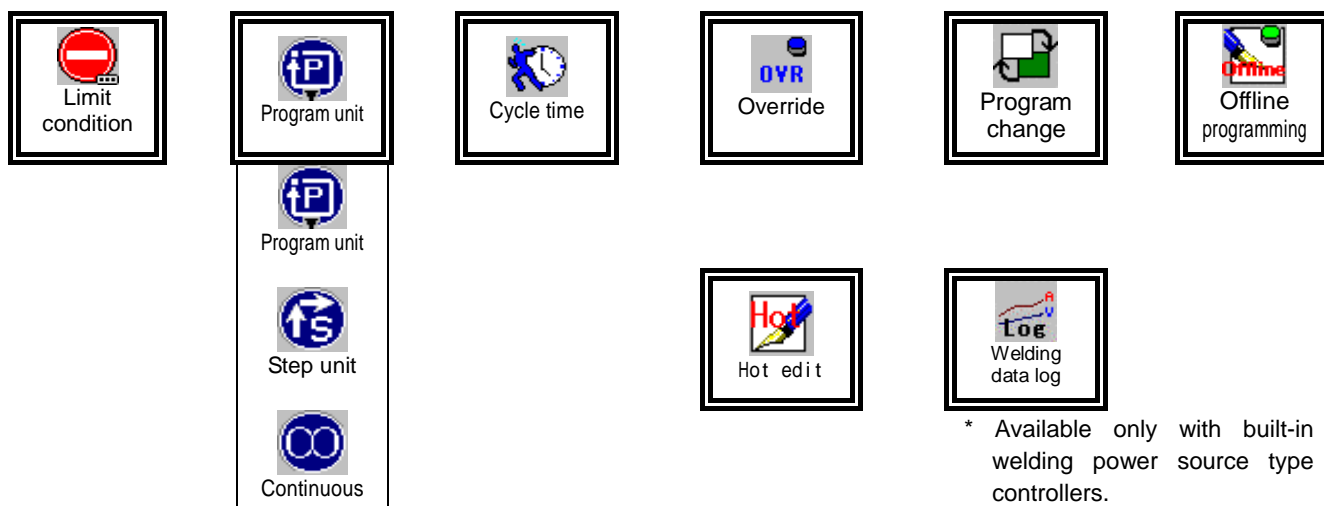 Limit
condition
P
Program unit
Cycle time
OVR
Override
Program
change
Offline
Offline
programming
P
Program unit
S
Step unit
Continuous
Hot
Hot edit
A
V
Log
Welding
data log
* Available only with built-in
welding power source type
controllers.